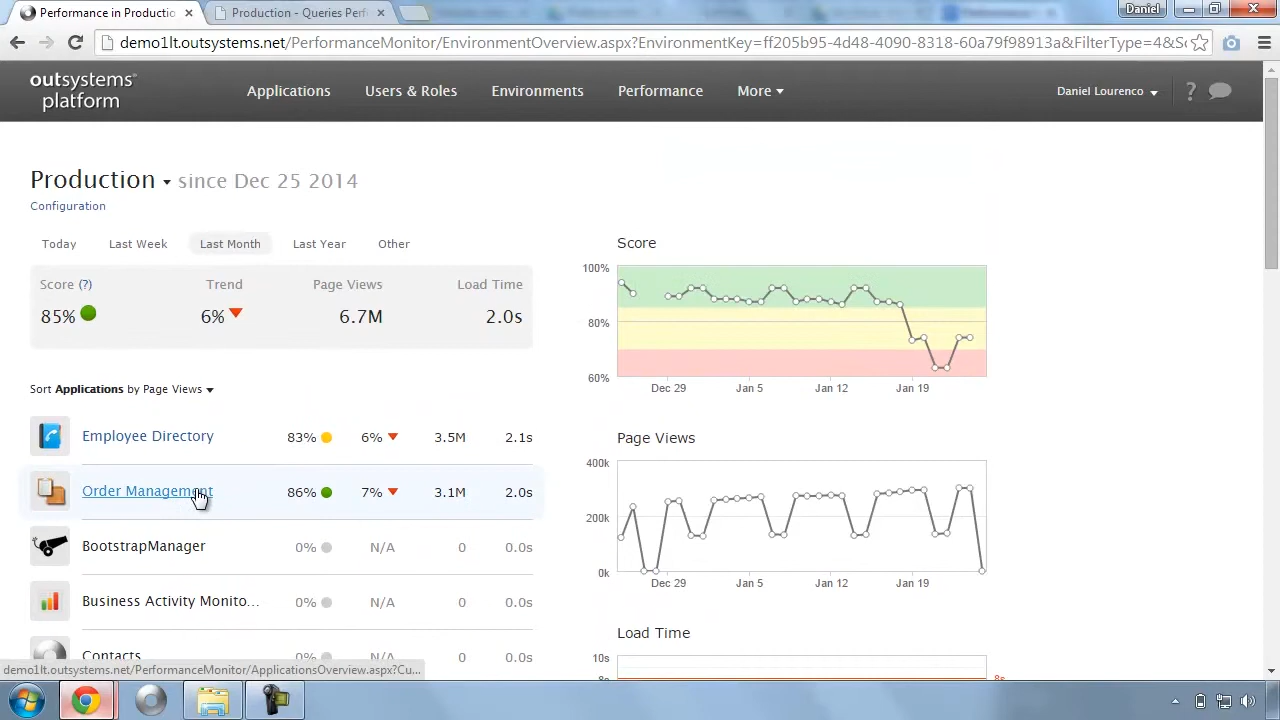 Performance in Productio
Production - Queries Perf
Daniel
demo1lt.outsystems.net/PerformanceMonitor/EnvironmentOverview.aspx?EnvironmentKey=ff205b95-4d48-4090-8318-60a79f98913a&FilterType=4&Sc
outsystems®
platform
Applications
Users & Roles
Environments
Performance
More
Daniel Lourenco
?
Production since Dec 25 2014
Configuration
Today
Last Week
Last Month
Last Year
Other
Score (?)
Trend
Page Views
Load Time
85%
6%
6.7M
2.0s
Sort Applications by Page Views
Employee Directory 83% 6% 3.5M 2.1s
Order Management 86% 7% 3.1M 2.0s
BootstrapManager 0% N/A 0 0.0s
Business Activity Monito... 0% N/A 0 0.0s
Contacts 0% N/A 0 0.0s
Score
100%
80%
60%
Dec 29 Jan 5 Jan 12 Jan 19
Page Views
400k
200k
0k
Dec 29 Jan 5 Jan 12 Jan 19
Load Time
10s
8s
8s
demo1lt.outsystems.net/PerformanceMonitor/ApplicationsOverview.aspx?Cu...